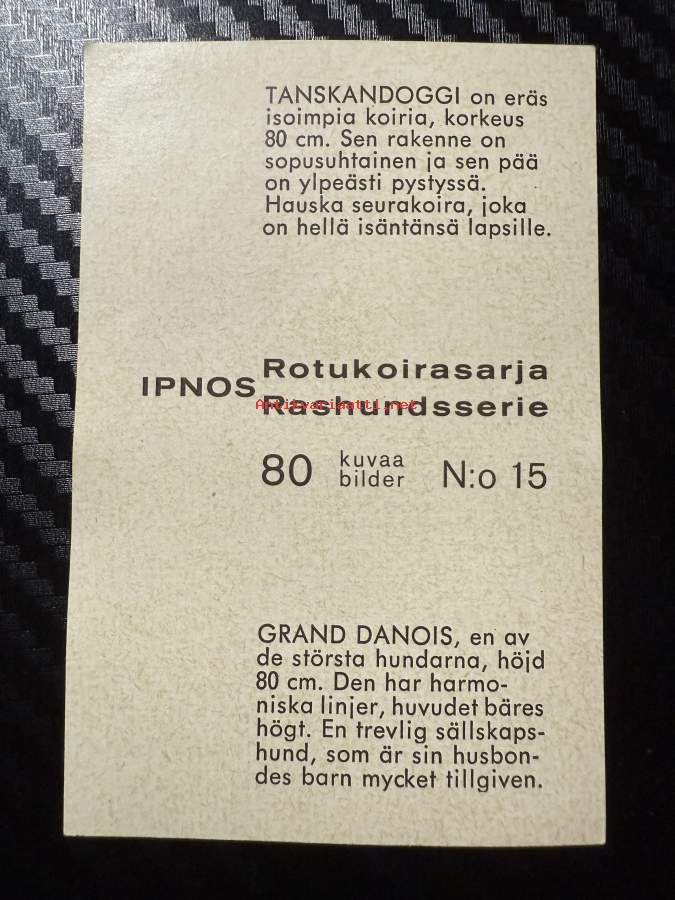 TANSKANDOGGI on eräs
isoimpia koiria, korkeus
80 cm. Sen rakenne on
sopusuhtainen ja sen pää
on ylpeästi pystyssä.
Hauska seurakoira, joka
on hellä isäntänsä lapsille.
IPNOS
Rotukoirasarja
Antikvariaatti.net
Rashundsserie
80 kuvaa N:o 15
bilder
GRAND DANOIS, en av
de största hundarna, höjd
80 cm. Den har harmo-
niska linjer, huvudet bäres
högt. En trevlig sällskaps-
hund, som är sin husbon-
des barn mycket tillgiven.